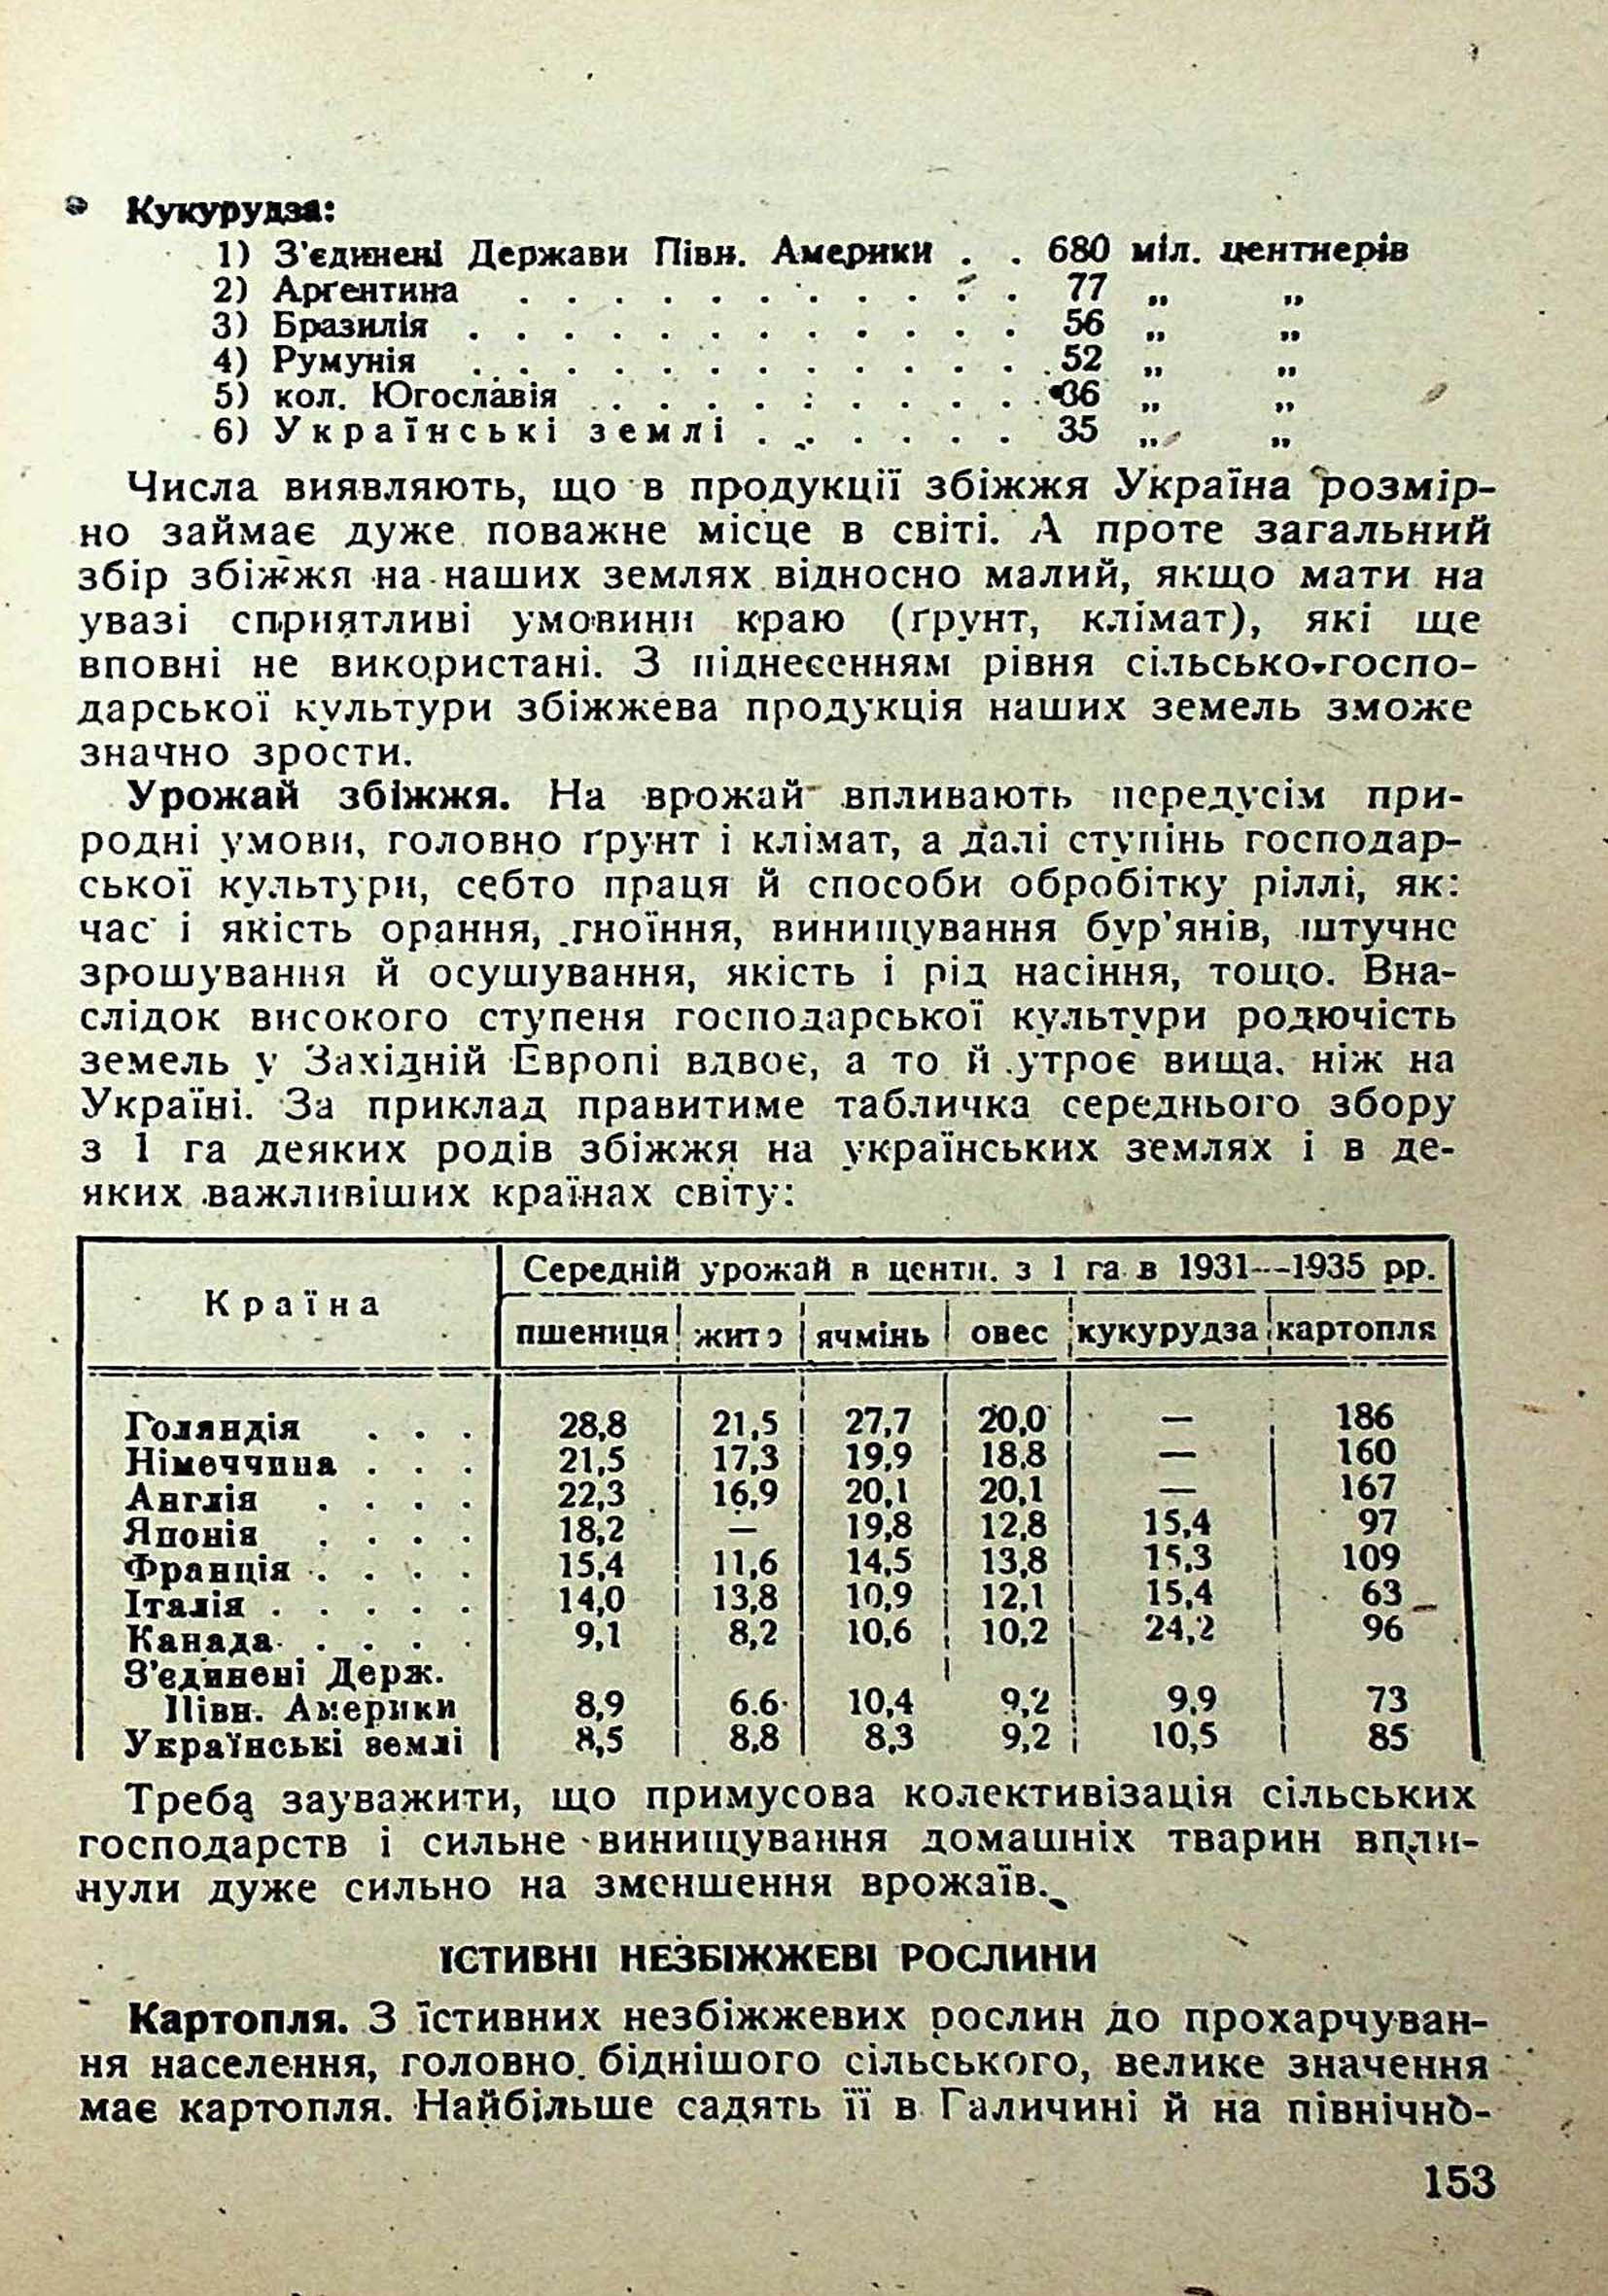 Кукурудза:
1) З'єдинені Держави Півн. Америки . . 680 міл. центнерів
2) Арґентина . . . . . . . . . . . 77 „ „
3) Бразилія . . . . . . . . . . . . 56 „ „
4) Румунія . . . . . . . . . . . . 52 „ „
5) кол. Югославія . . . . . . . . . . 36 „ „
6) Українські землі . . . . . . 35 „ „
Числа виявляють, що в продукції збіжжя Україна розмір-
но займає дуже поважне місце в світі. А проте загальний
збір збіжжя на наших землях відносно малий, якщо мати на
увазі сприятливі умовини краю (ґрунт, клімат), які ще
вповні не використані. З піднесенням рівня сільсько-госпо-
дарської культури збіжжева продукція наших земель зможе
значно зрости.
Урожай збіжжя. На врожай впливають передусім при-
родні умови, головно ґрунт і клімат, а далі ступінь господар-
ської культури, себто праця й способи обробітку ріллі, як:
час і якість орання, гноїння, винищування бур'янів, штучне
зрошування й осушування, якість і рід насіння, тощо. Вна-
слідок високого ступеня господарської культури родючість
земель у Західній Европі вдвоє, а то й утроє вища, ніж на
Україні. За приклад правитиме табличка середнього збору
з 1 га деяких родів збіжжя на українських землях і в де-
яких важливіших країнах світу:
Країна Середній урожай в центн. з 1 га в 1931—1935 рр.
пшениця жито ячмінь овес кукурудза картопля
Голяндія . . . 28,8 21,5 27,7 20,0 — 186
Німеччина . . . 21,5 17,3 19,9 18,8 — 160
Англія . . . . 22,3 16,9 20,1 20,1 — 167
Японія . . . . 18,2 — 19,8 12,8 15,4 97
Франція . . . . 15,4 11,6 14,5 13,8 15,3 109
Італія . . . . . 14,0 13,8 10,9 12,1 15,4 63
Канада . . . . 9,1 8,2 10,6 10,2 24,2 96
З'єдинені Держ.
Півн. Америки 8,9 6.6 10,4 9,2 9,9 73
Українські землі 8,5 8,8 8,3 9,2 10,5 85
Треба зауважити, що примусова колективізація сільських
господарств і сильне винищування домашніх тварин впли-
нули дуже сильно на зменшення врожаїв.
ЇСТИВНІ НЕЗБІЖЖЕВІ РОСЛИНИ
Картопля. З їстивних незбіжжевих рослин до прохарчуван-
ня населення, головно біднішого сільського, велике значення
має картопля. Найбільше садять її в Галичині й на північно-
153